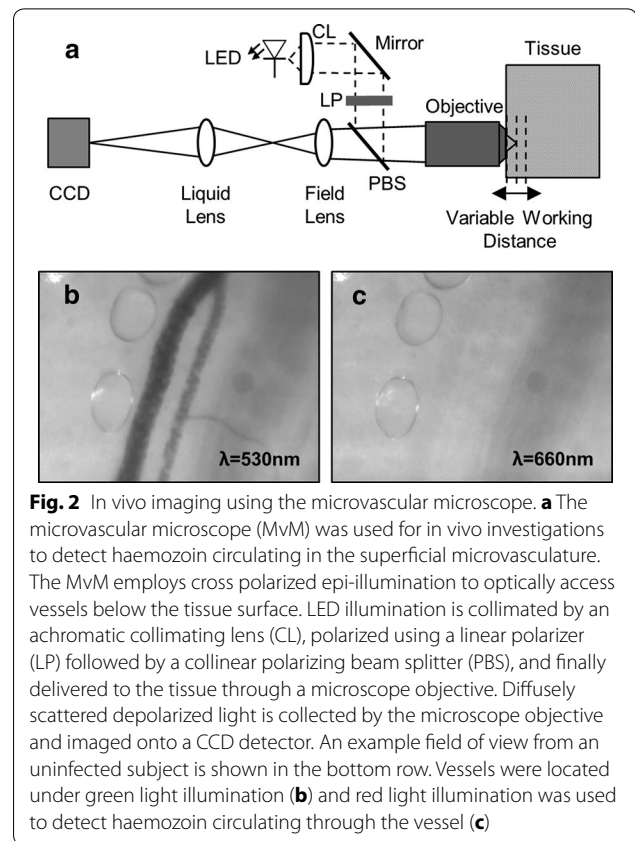 a
LED
CL
Mirror
Tissue
LP
Objective
CCD
Liquid
Lens
Field
Lens
PBS
Variable Working
Distance
b
λ=530nm
c
λ=660nm
Fig. 2 In vivo imaging using the microvascular microscope. a The
microvascular microscope (MvM) was used for in vivo investigations
to detect haemozoin circulating in the superficial microvasculature.
The MvM employs cross polarized epi-illumination to optically access
vessels below the tissue surface. LED illumination is collimated by an
achromatic collimating lens (CL), polarized using a linear polarizer
(LP) followed by a collinear polarizing beam splitter (PBS), and finally
delivered to the tissue through a microscope objective. Diffusely
scattered depolarized light is collected by the microscope objective
and imaged onto a CCD detector. An example field of view from an
uninfected subject is shown in the bottom row. Vessels were located
under green light illumination (b) and red light illumination was used
to detect haemozoin circulating through the vessel (c)